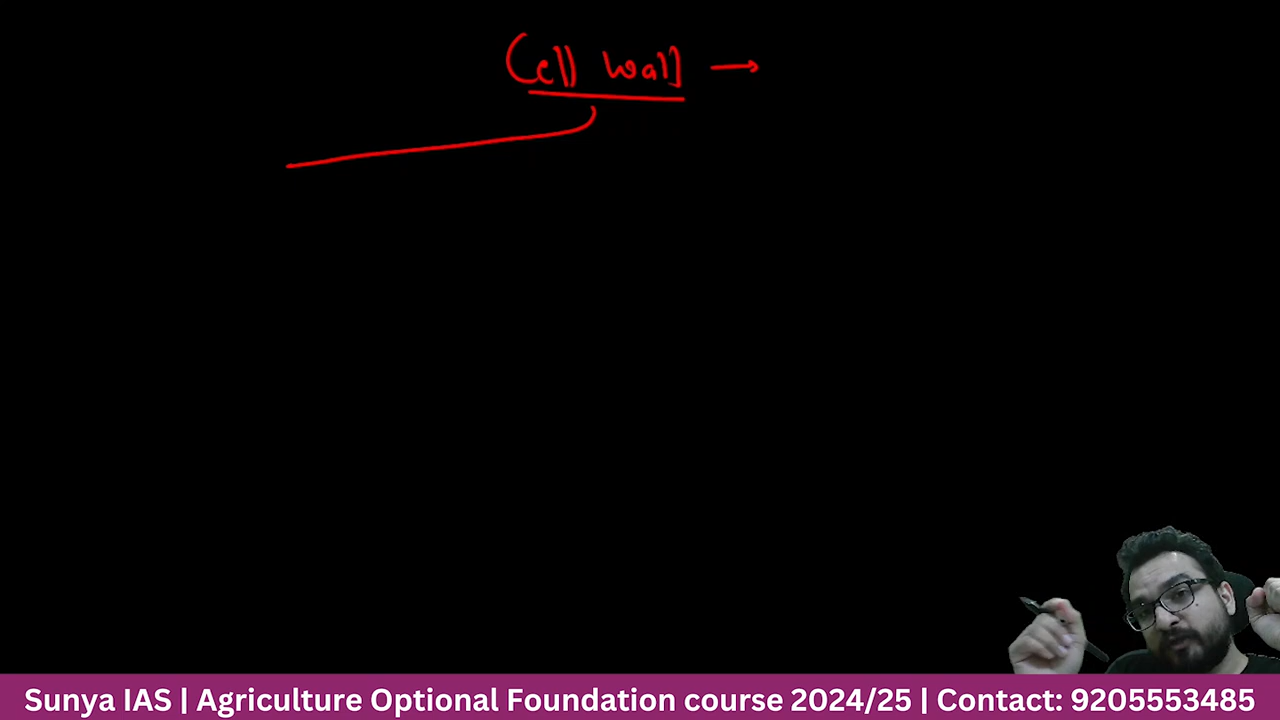 Cell wall →
Sunya IAS | Agriculture Optional Foundation course 2024/25 | Contact: 9205553485